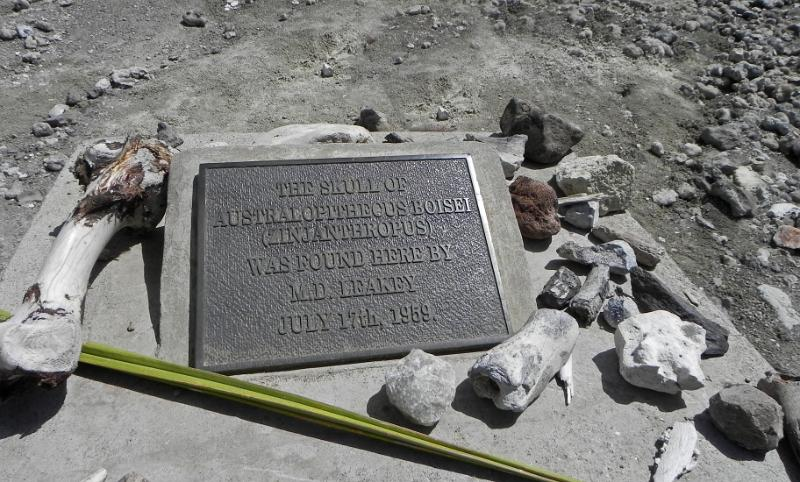 THE SKULL OF
AUSTRALOPITHECUS BOISEI
(ZINJANTHROPUS)
WAS FOUND HERE BY
M.D. LEAKEY
JULY 17th, 1959.